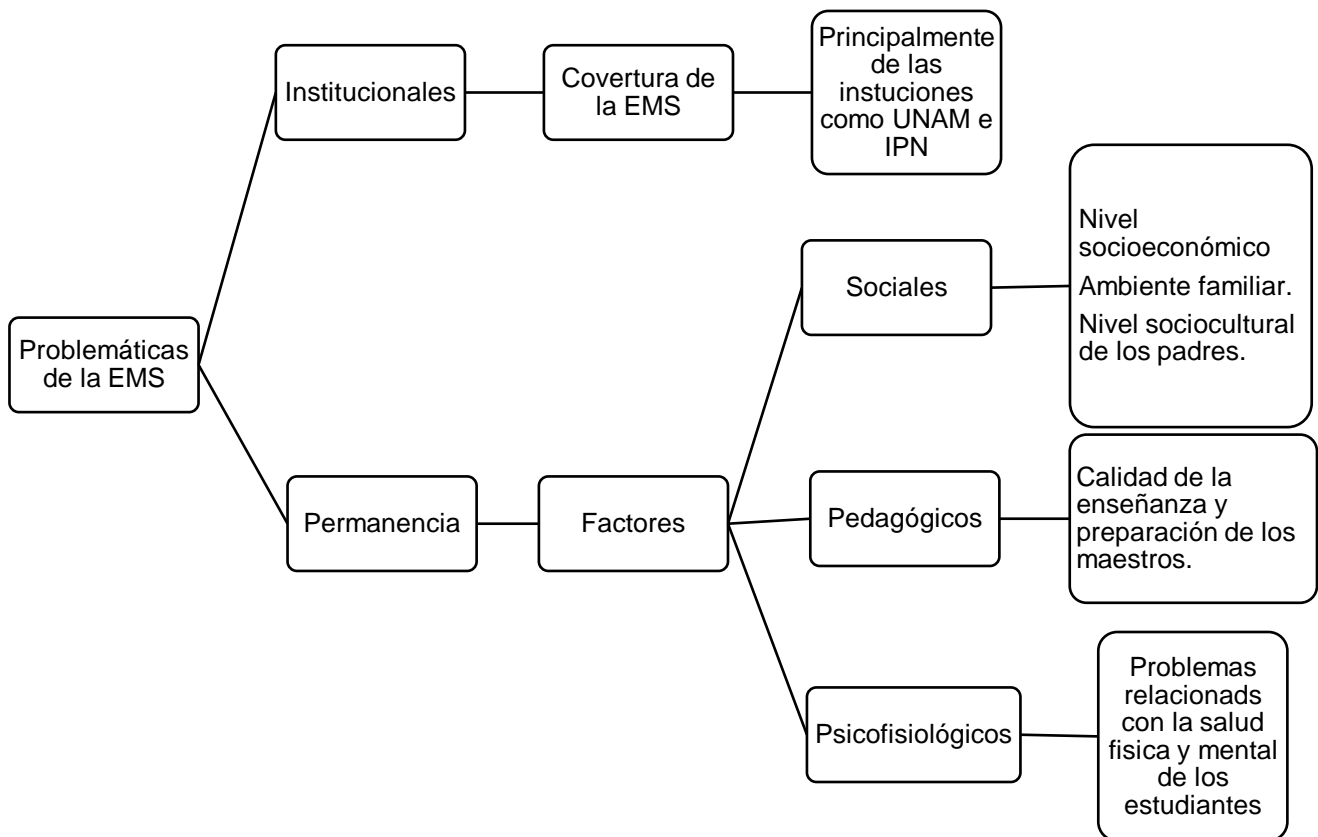 Problemáticas
de la EMS
Institucionales
Covertura de
la EMS
Principalmente
de las
instuciones
como UNAM e
IPN
Permanencia
Factores
Sociales
Nivel
socioeconómico
Ambiente familiar.
Nivel sociocultural
de los padres.
Pedagógicos
Calidad de la
enseñanza y
preparación de los
maestros.
Psicofisiológicos
Problemas
relacionads
con la salud
fisica y mental
de los
estudiantes